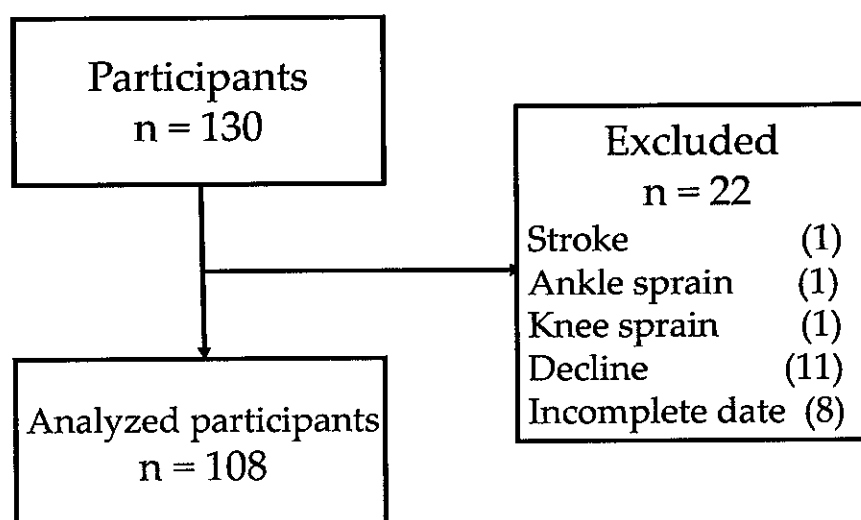 Participants
n = 130
Excluded
n = 22
Stroke (1)
Ankle sprain (1)
Knee sprain (1)
Decline (11)
Incomplete date (8)
Analyzed participants
n = 108